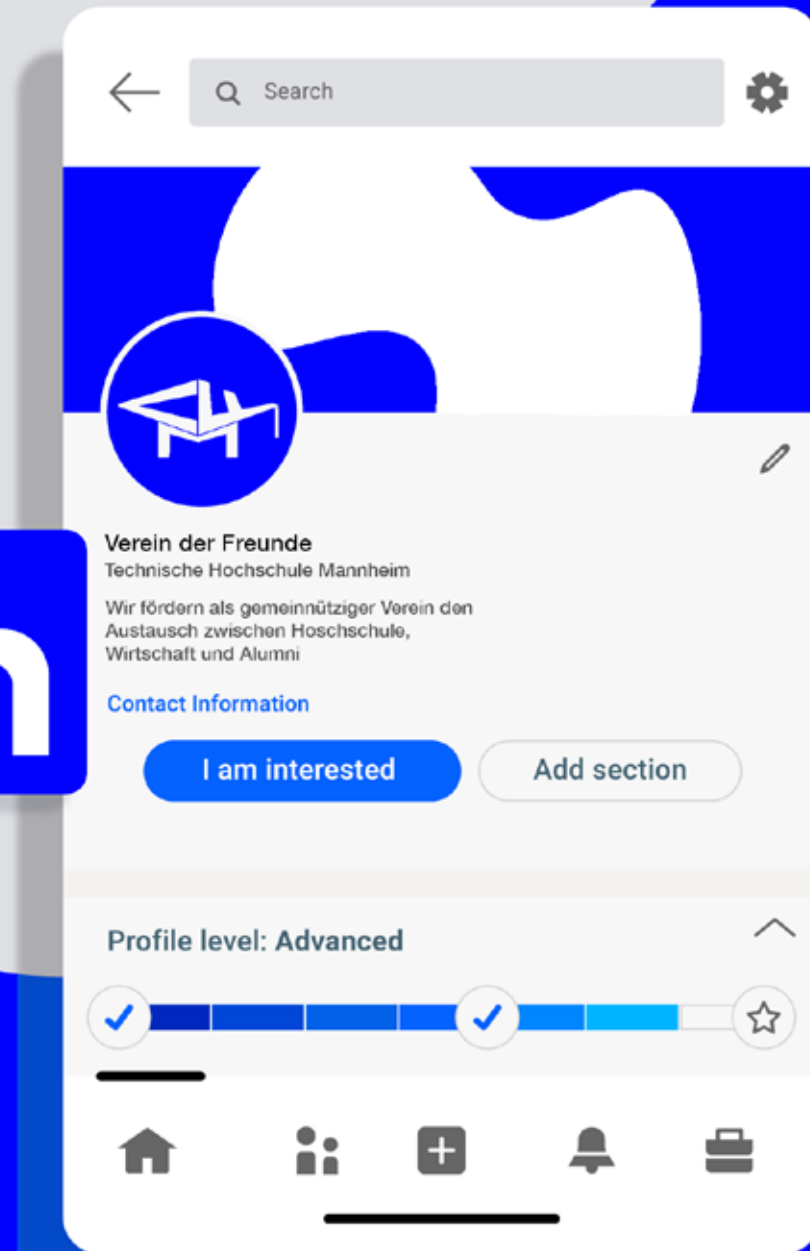 Search
Verein der Freunde
Technische Hochschule Mannheim
Wir fördern als gemeinnütziger Verein den
Austausch zwischen Hoschschule,
Wirtschaft und Alumni
Contact Information
n
I am interested
Add section
Profile level: Advanced